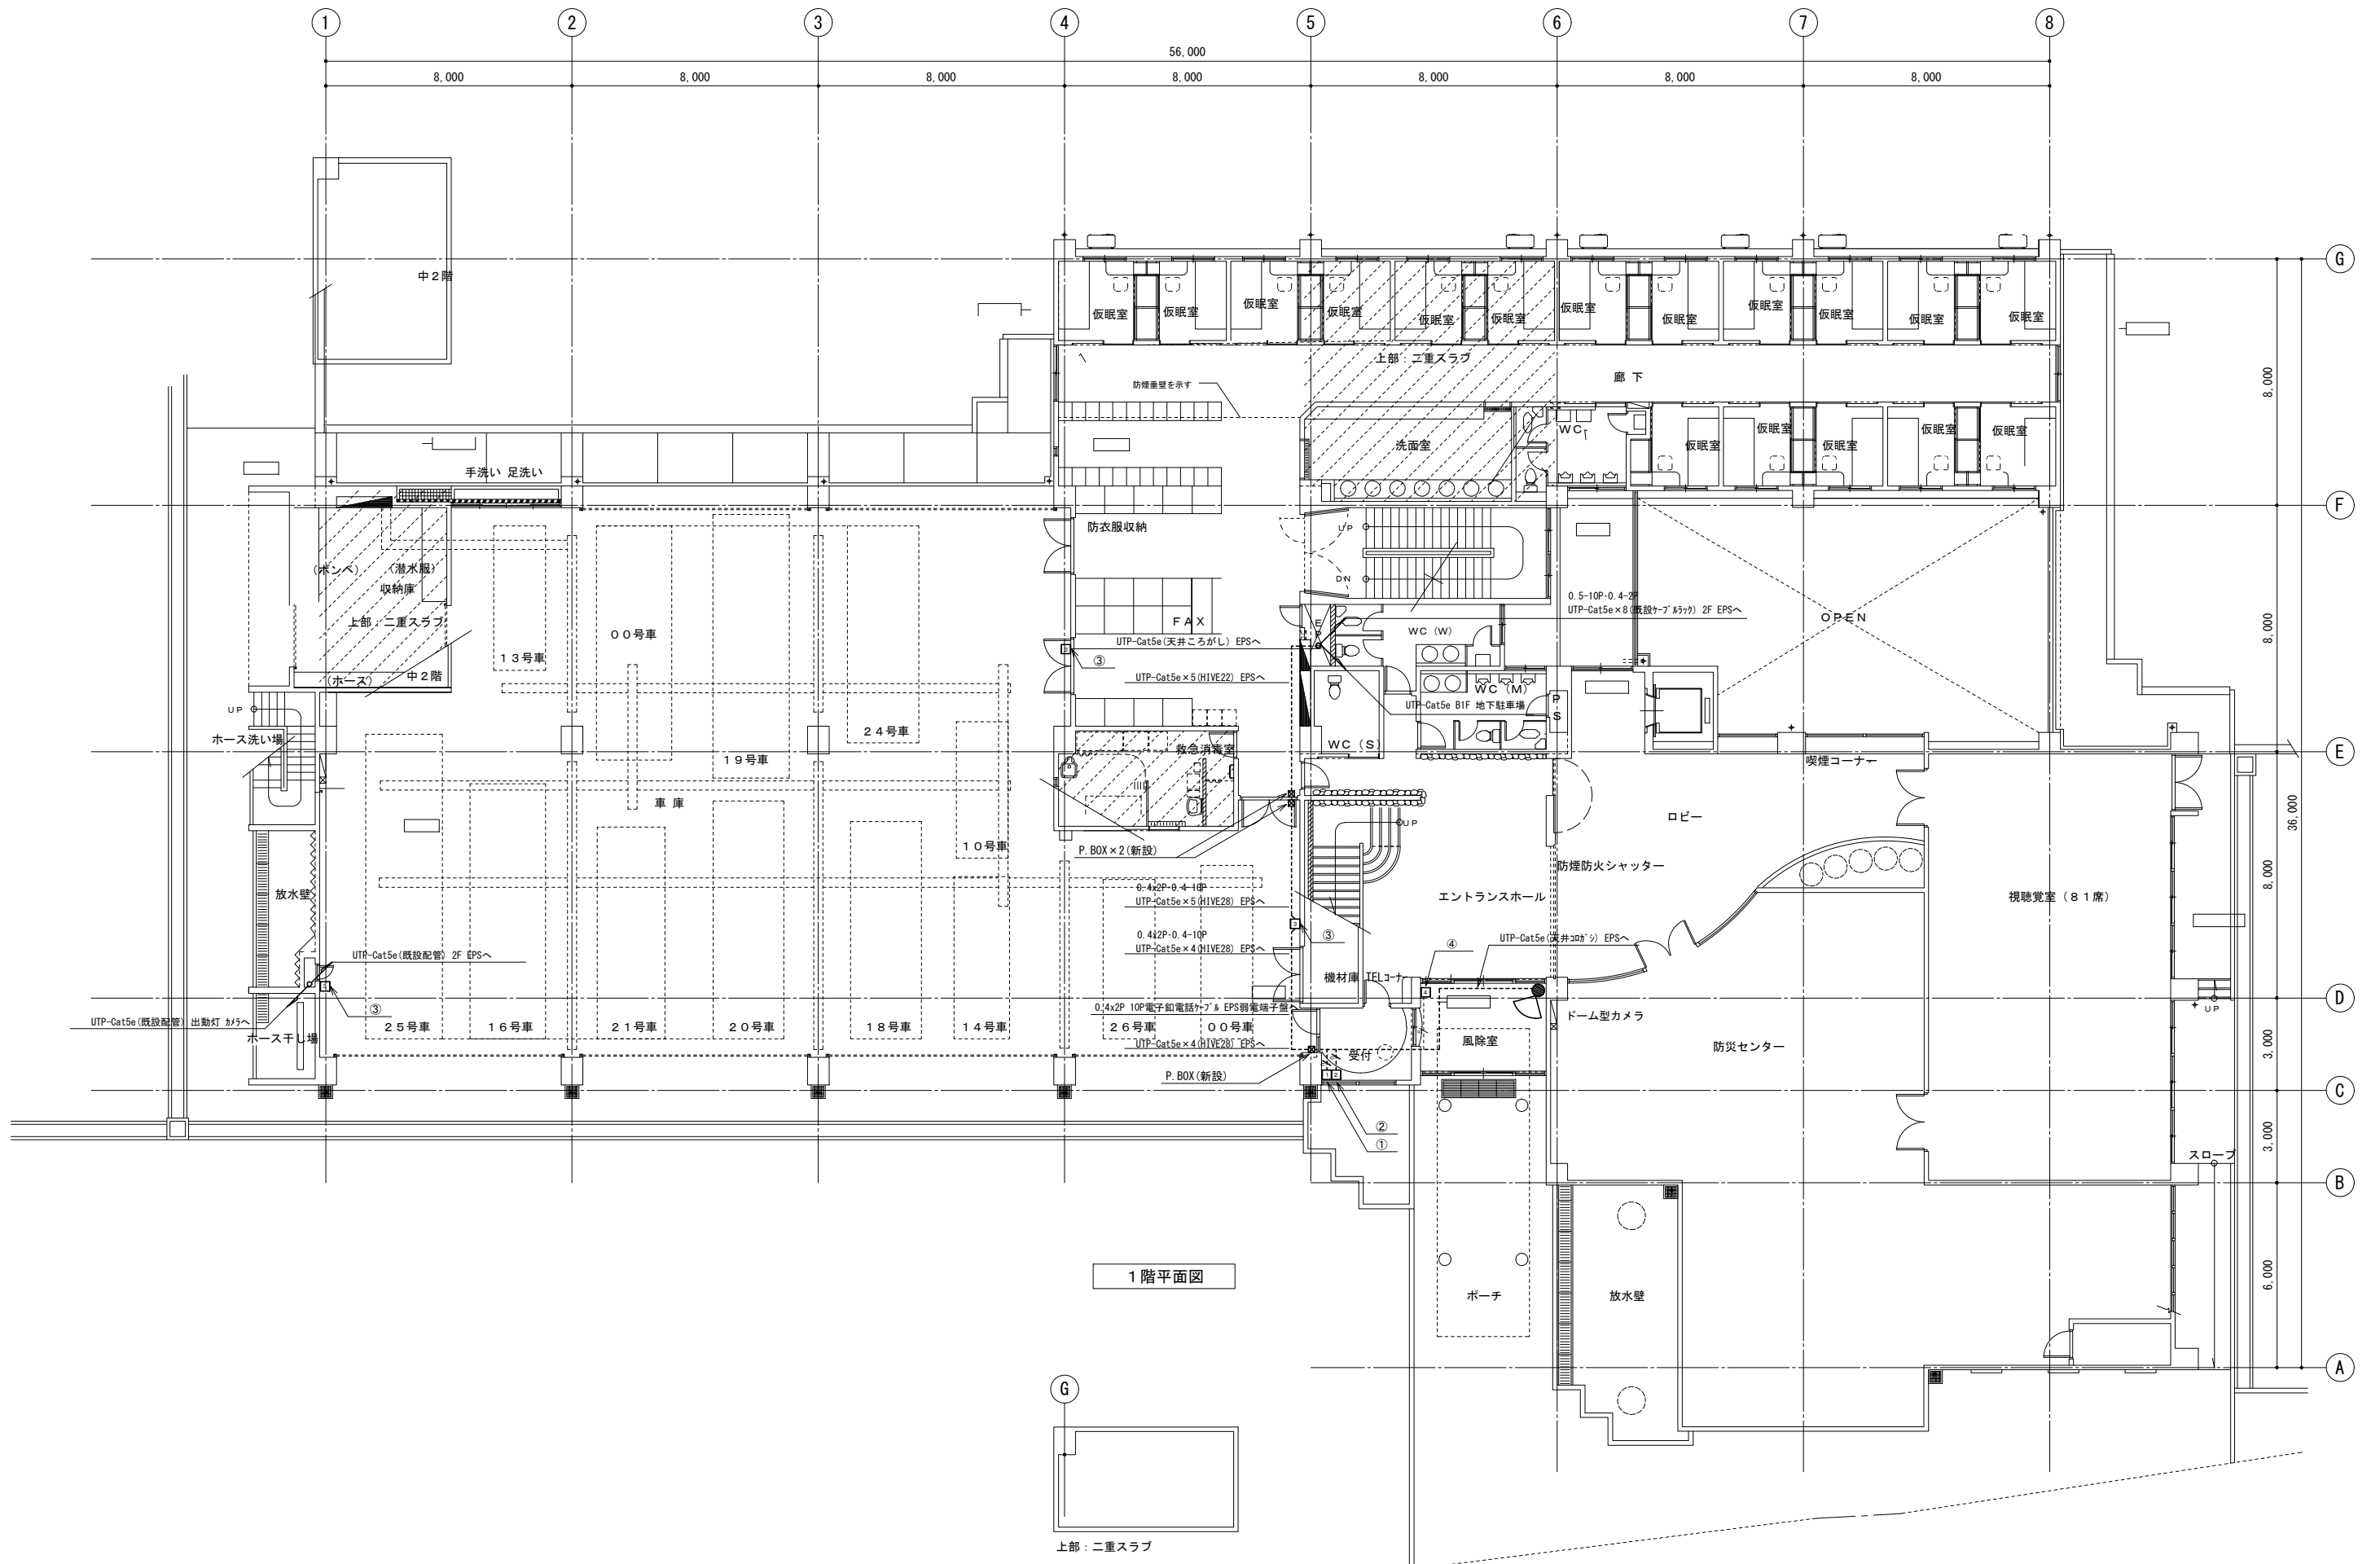 ① ② ③ ④ ⑤ ⑥ ⑦ ⑧
56,000
8,000 8,000 8,000 8,000 8,000 8,000 8,000
中2階
G
仮眠室 仮眠室 仮眠室 仮眠室 仮眠室 仮眠室 仮眠室 仮眠室 仮眠室 仮眠室 仮眠室 仮眠室
上部:二重スラブ
廊 下
防煙垂壁を示す
8,000
手洗い 足洗い
洗面室
WC
仮眠室 仮眠室 仮眠室 仮眠室 仮眠室
F
防衣服収納
UP
DN
(ボンベ) (潜水服)
収納庫
上部:二重スラブ
13号車
00号車
FAX
EPS
0.5-10P・0.4-2P
UTP-Cat5e×8(既設ケーブルラック) 2F EPSへ
OPEN
8,000
WC (W)
UTP-Cat5e(天井ころがし) EPSへ
③
UTP-Cat5e×5(HIVE22) EPSへ
(ホース)
中2階
WC (M)
PS
UTP-Cat5e B1F 地下駐車場
UP
ホース洗い場
24号車
19号車
救急消毒室
WC (S)
E
喫煙コーナー
車 庫
36,000
10号車
P.BOX×2(新設)
UP
ロビー
防煙防火シャッター
放水壁
0.4x2P・0.4-10P
UTP-Cat5e×5(HIVE28) EPSへ
エントランスホール
視聴覚室(81席)
8,000
③
0.4x2P・0.4-10P
UTP-Cat5e×4(HIVE28) EPSへ
④
UTP-Cat5e(天井コロガシ) EPSへ
UTP-Cat5e(既設配管) 2F EPSへ
機材庫 TELコーナー
D
③
0.4x2P 10P電子釦電話ケーブル EPS弱電端子盤へ
UTP-Cat5e(既設配管) 出動灯 カメラへ
ホース干し場
25号車 16号車 21号車 20号車 18号車 14号車 26号車 00号車
UTP-Cat5e×4(HIVE28) EPSへ
受付
風除室
ドーム型カメラ
防災センター
UP
3,000
P.BOX(新設)
C
②
①
3,000
スロープ
B
1階平面図
ポーチ
放水壁
6,000
A
G
上部:二重スラブ